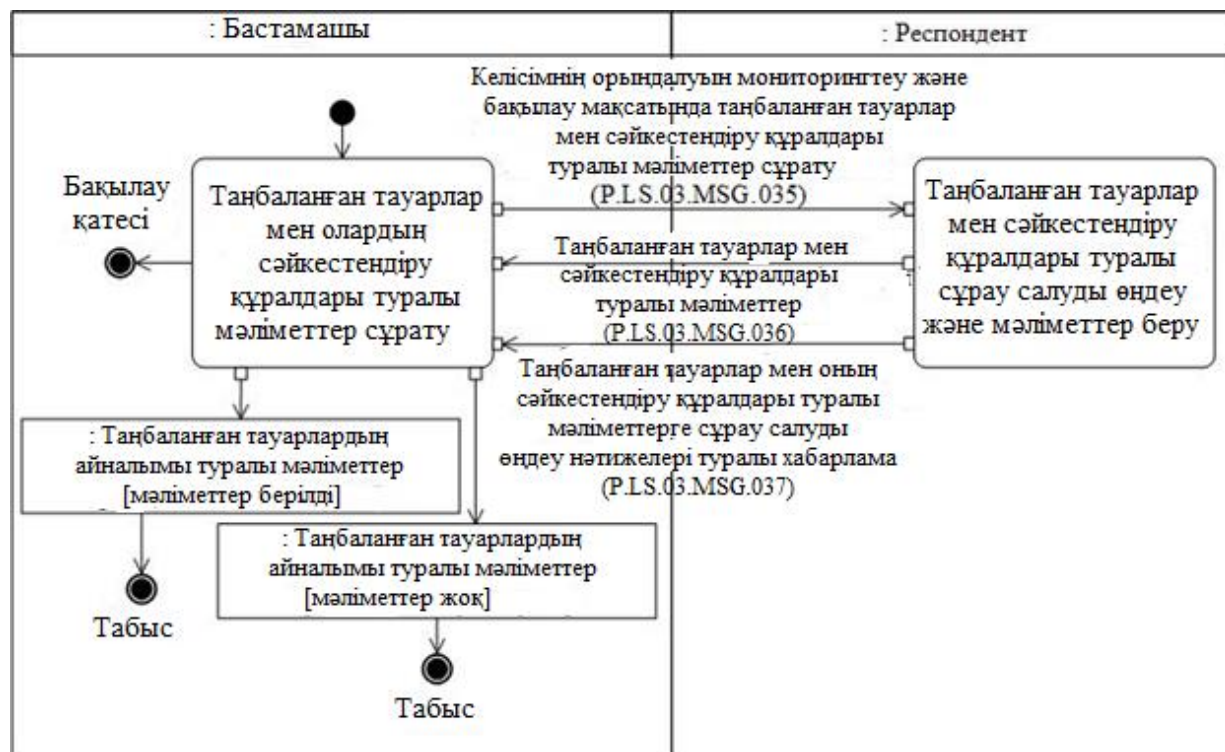 : Бастамашы
: Респондент
Келісімнің орындалуын мониторингтеу және
бақылау мақсатында таңбаланған тауарлар
мен сәйкестендіру құралдары
туралы мәліметтер сұрату
(P.LS.03.MSG.035)
Бақылау
қатесі
Таңбаланған тауарлар
мен олардың
сәйкестендіру
құралдары туралы
мәліметтер сұрату
Таңбаланған тауарлар
мен сәйкестендіру
құралдары туралы
сұрау салуды өңдеу
және мәліметтер беру
Таңбаланған тауарлар мен
сәйкестендіру құралдары
туралы мәліметтер
(P.LS.03.MSG.036)
Таңбаланған тауарлар мен оның
сәйкестендіру құралдары туралы
мәліметтерге сұрау салуды
өңдеу нәтижелері туралы хабарлама
(P.LS.03.MSG.037)
: Таңбаланған тауарлардың
айналымы туралы мәліметтер
[мәліметтер берілді]
: Таңбаланған тауарлардың
айналымы туралы мәліметтер
[мәліметтер жоқ]
Табыс
Табыс